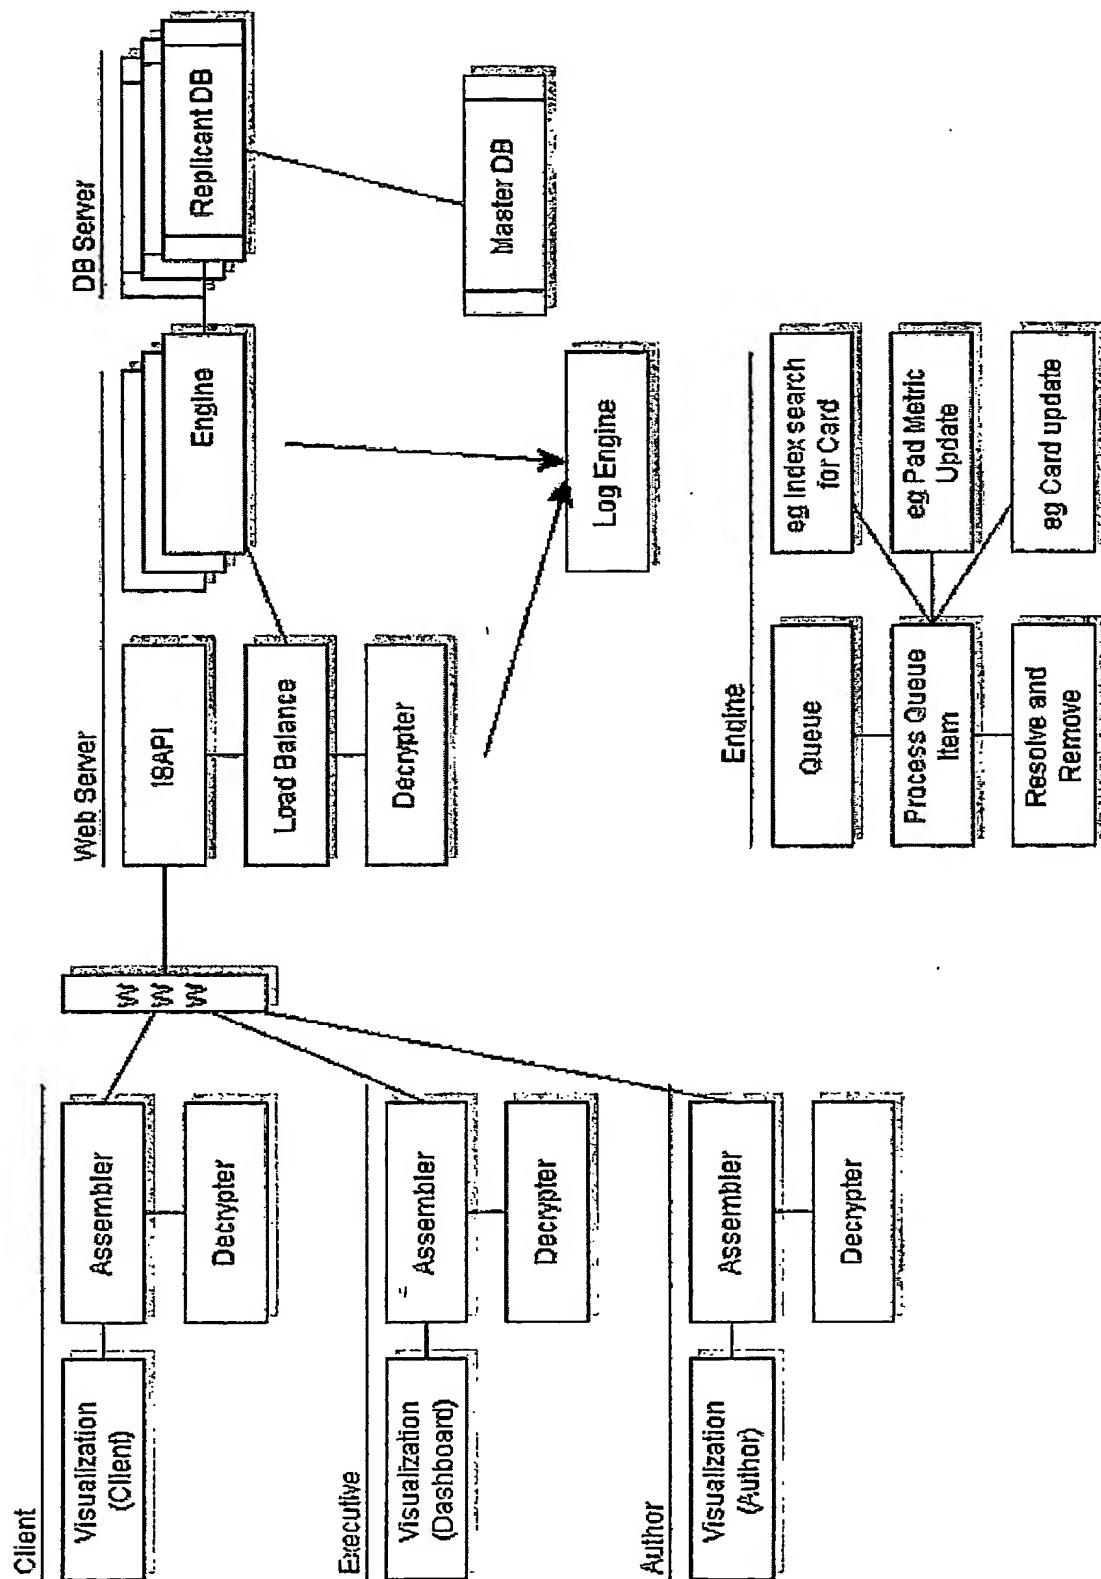 Client
Visualization
(Client)
Assembler
Decrypter
Executive
Visualization
(Dashboard)
Assembler
Decrypter
Author
Visualization
(Author)
Assembler
Decrypter
W
W
W
Web Server
18API
Load Balance
Decrypter
Engine
Log Engine
DB Server
Replicant DB
Master DB
Engine
Queue
Process Queue
Item
Resolve and
Remove
eg Index search
for Card
eg Pad Metric
Update
eg Card update